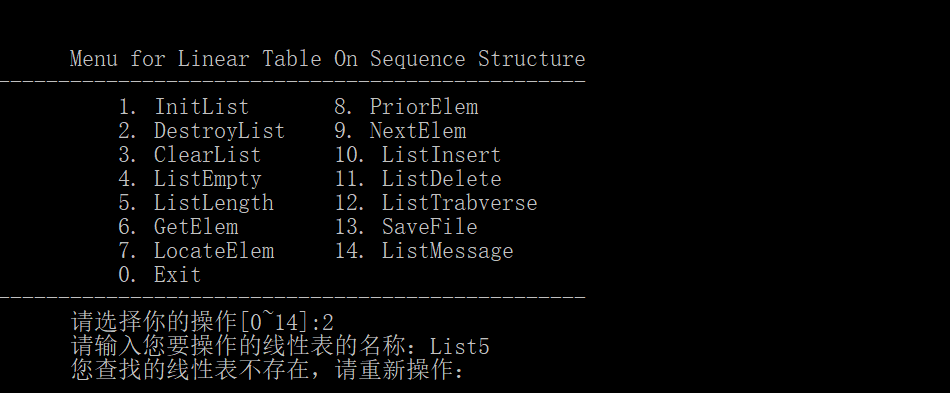 Menu for Linear Table On Sequence Structure
-------------------------------------------------
1. InitList 8. PriorElem
2. DestroyList 9. NextElem
3. ClearList 10. ListInsert
4. ListEmpty 11. ListDelete
5. ListLength 12. ListTrabverse
6. GetElem 13. SaveFile
7. LocateElem 14. ListMessage
0. Exit
-------------------------------------------------
请选择你的操作[0~14]:2
请输入您要操作的线性表的名称：List5
您查找的线性表不存在，请重新操作：